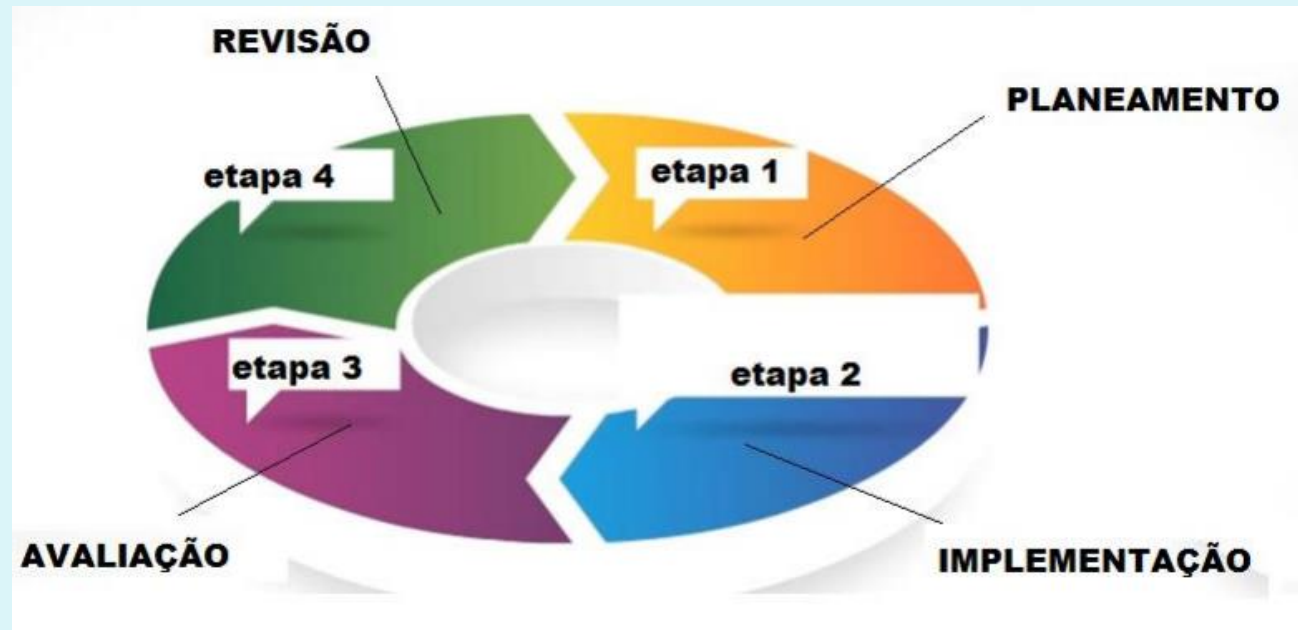 REVISÃO
PLANEAMENTO
etapa 4
etapa 1
etapa 3
etapa 2
AVALIAÇÃO
IMPLEMENTAÇÃO